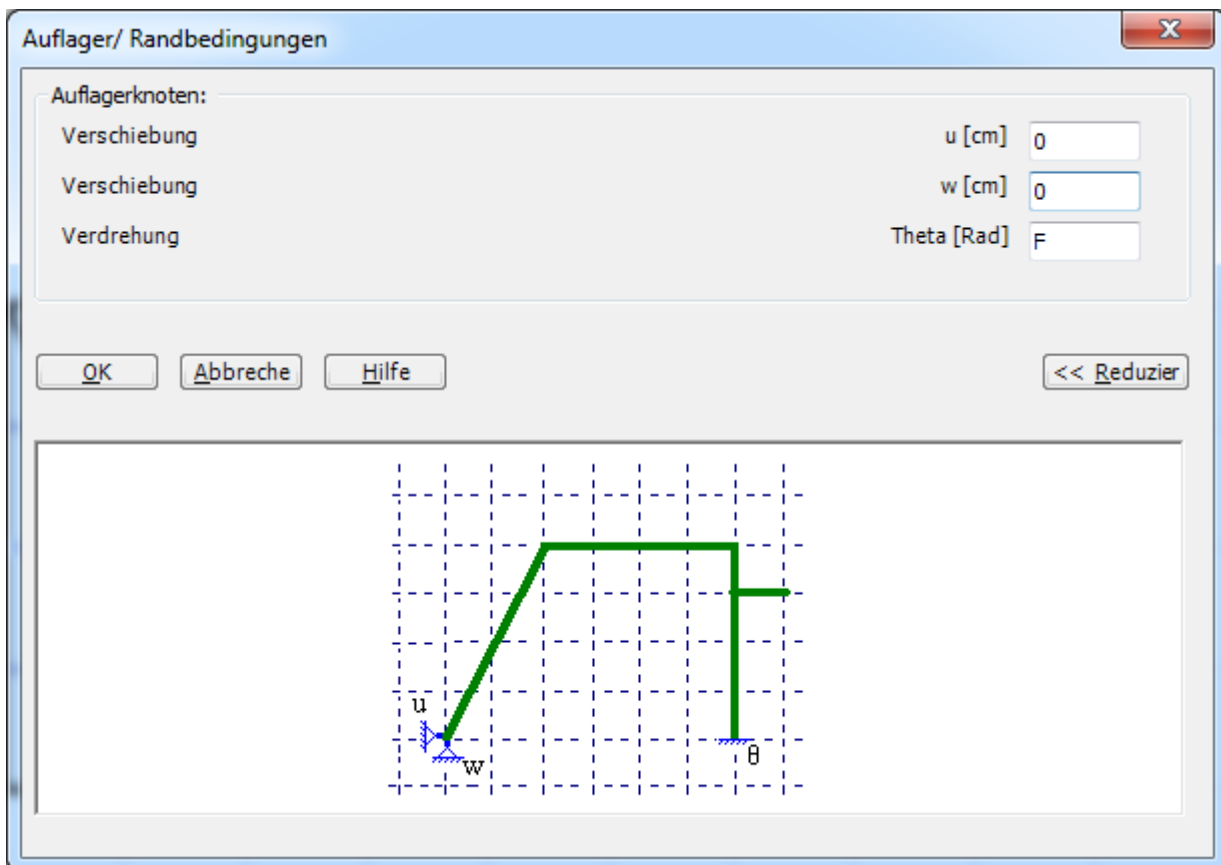 Auflager/ Randbedingungen
Auflagerknoten:
Verschiebung u [cm] 0
Verschiebung w [cm] 0
Verdrehung Theta [Rad] F
OK Abbreche Hilfe << Reduzier
u
w
θ